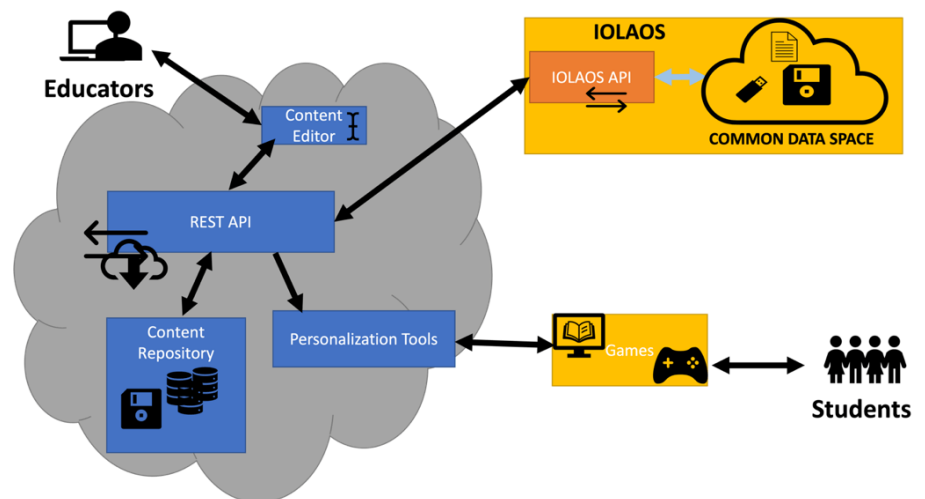 Educators
Content
Editor
REST API
Content
Repository
Personalization Tools
IOLAOS
IOLAOS API
COMMON DATA SPACE
Games
Students